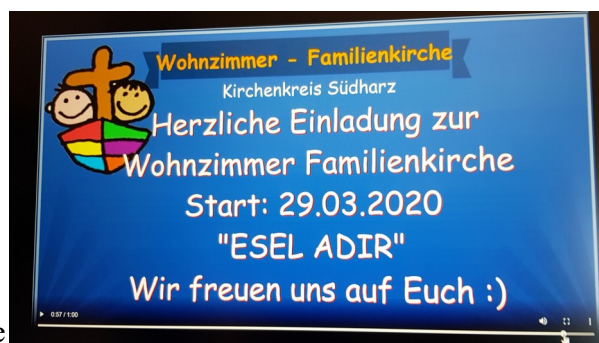 Wohnzimmer - Familienkirche
Kirchenkreis Südharz
Herzliche Einladung zur
Wohnzimmer Familienkirche
Start: 29.03.2020
"ESEL ADIR"
Wir freuen uns auf Euch :)
0:57 / 1:00
e